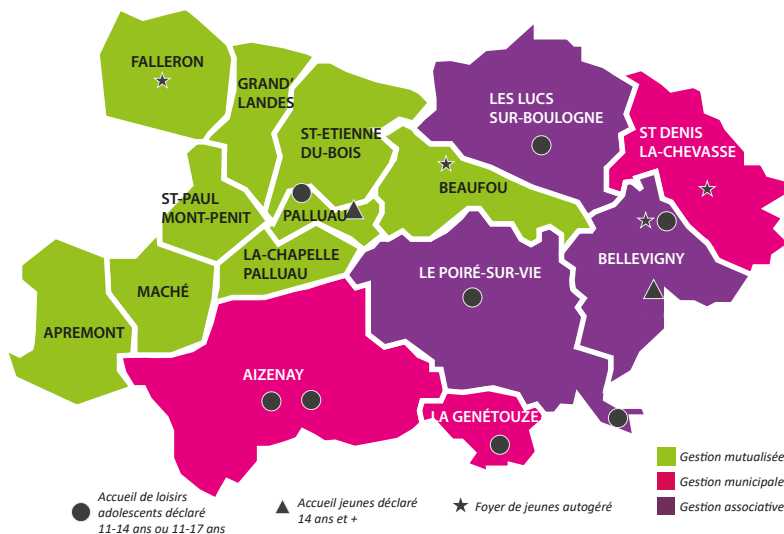 FALLERON
GRAND'
LANDES
ST-ETIENNE
DU-BOIS
LES LUCS
SUR-BOULOGNE
ST DENIS
LA-CHEVASSE
BEAUFOU
ST-PAUL
MONT-PENIT
PALLUAU
LA-CHAPELLE
PALLUAU
LE POIRÉ-SUR-VIE
BELLEVIGNY
MACHÉ
APREMONT
AIZENAY
LA GENÉTOUZE
Gestion mutualisée
Gestion municipale
Gestion associative
Accueil de loisirs
adolescents déclaré
11-14 ans ou 11-17 ans
Accueil jeunes déclaré
14 ans et +
Foyer de jeunes autogéré